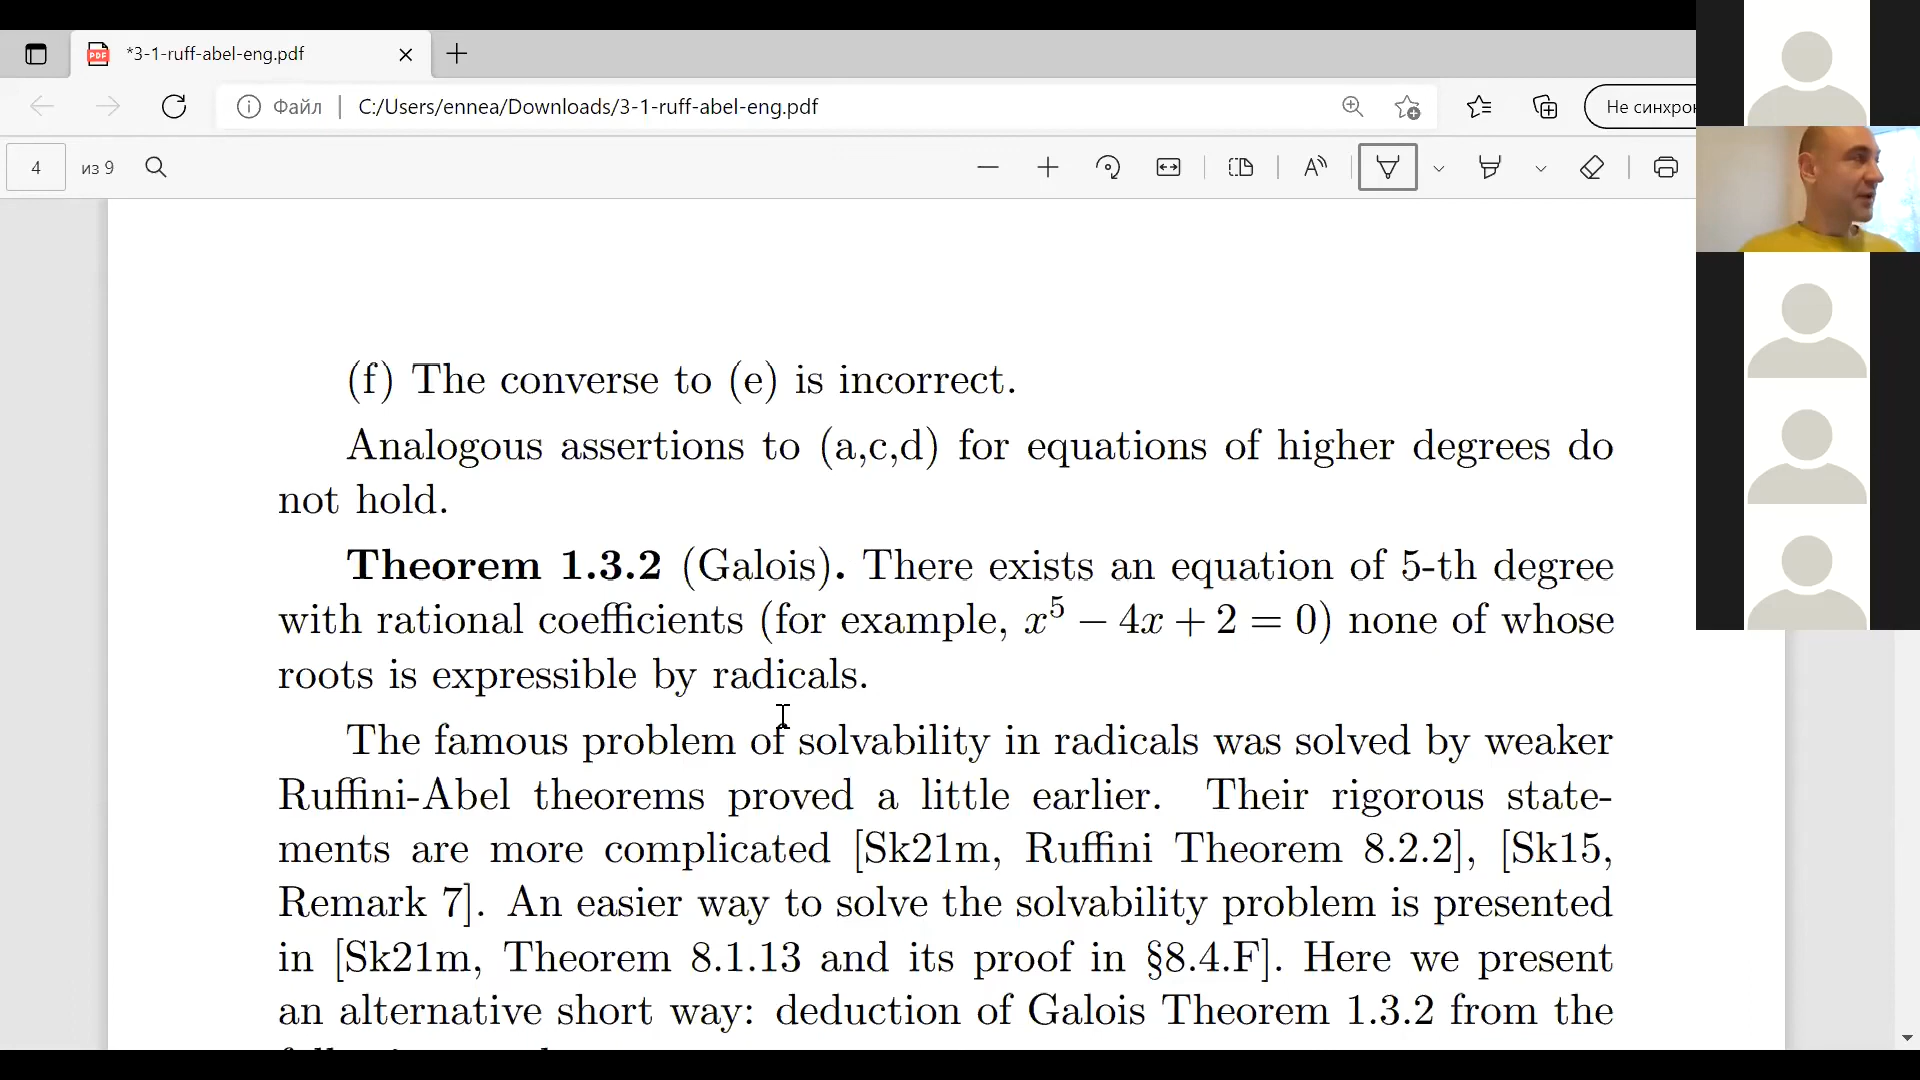 *3-1-ruff-abel-eng.pdf
Файл | C:/Users/ennea/Downloads/3-1-ruff-abel-eng.pdf
Не синхрон
4 из 9
(f) The converse to (e) is incorrect.
Analogous assertions to (a,c,d) for equations of higher degrees do
not hold.
Theorem 1.3.2 (Galois). There exists an equation of 5-th degree
with rational coefficients (for example, x⁵ − 4x + 2 = 0) none of whose
roots is expressible by radicals.
The famous problem of solvability in radicals was solved by weaker
Ruffini-Abel theorems proved a little earlier. Their rigorous state-
ments are more complicated [Sk21m, Ruffini Theorem 8.2.2], [Sk15,
Remark 7]. An easier way to solve the solvability problem is presented
in [Sk21m, Theorem 8.1.13 and its proof in §8.4.F]. Here we present
an alternative short way: deduction of Galois Theorem 1.3.2 from the